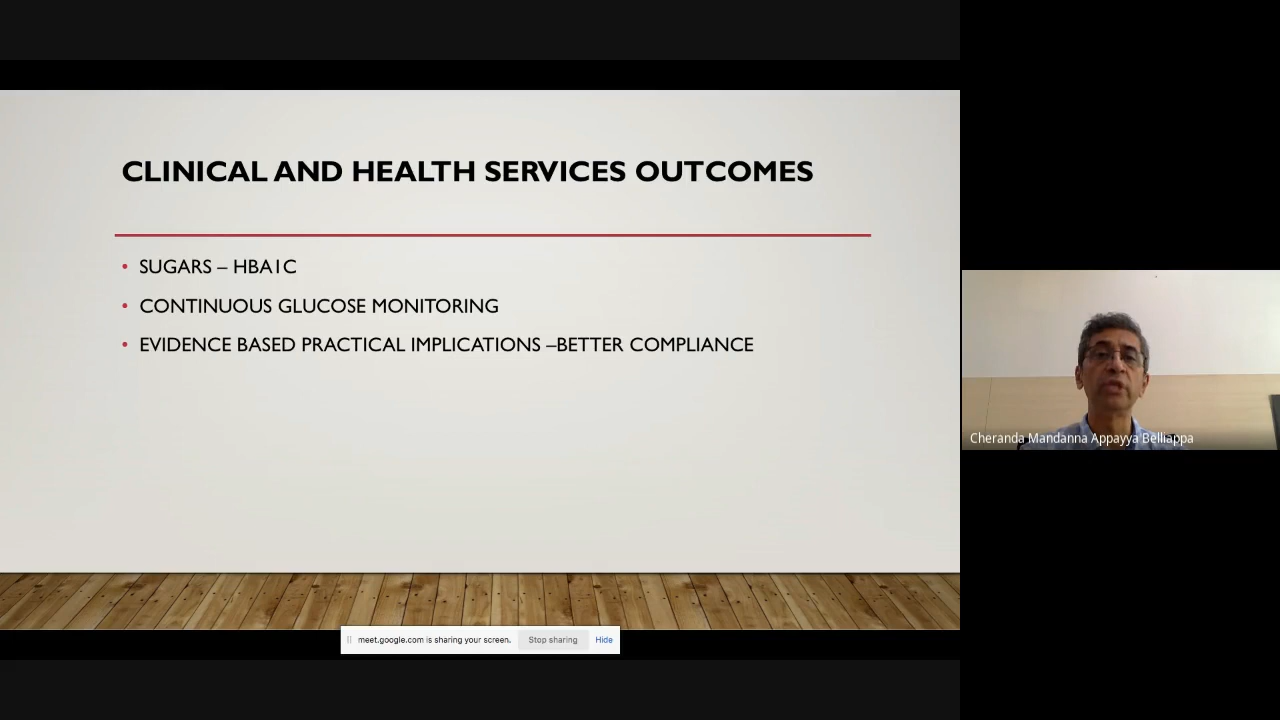 CLINICAL AND HEALTH SERVICES OUTCOMES
• SUGARS – HBA1C
• CONTINUOUS GLUCOSE MONITORING
• EVIDENCE BASED PRACTICAL IMPLICATIONS –BETTER COMPLIANCE
Cheranda Mandanna Appayya Belliappa
meet.google.com is sharing your screen. Stop sharing Hide